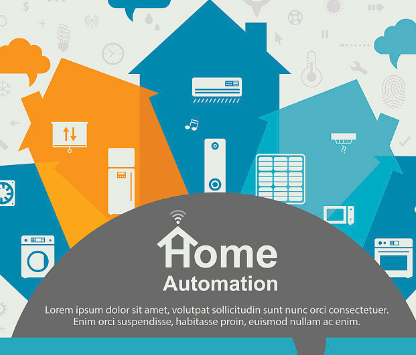 Home
Automation
Lorem ipsum dolor sit amet, volutpat sollicitudin sunt nunc orci consectetuer.
Enim orci suspendisse, habitasse proin, euismod nullam ac enim.